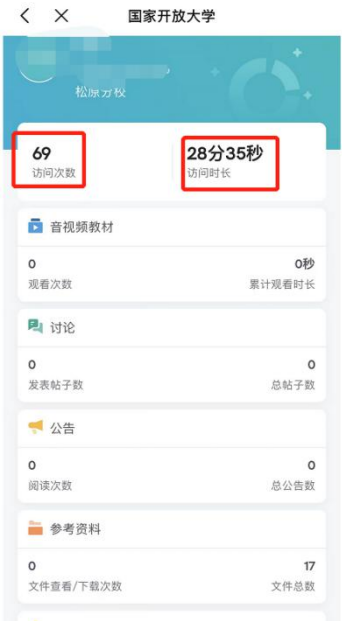 国家开放大学
松原分校
69
28分35秒
访问次数
访问时长
音视频教材
0
0秒
观看次数
累计观看时长
讨论
0
0
发表帖子数
总帖子数
公告
0
0
阅读次数
总公告数
参考资料
0
17
文件查看/下载次数
文件总数